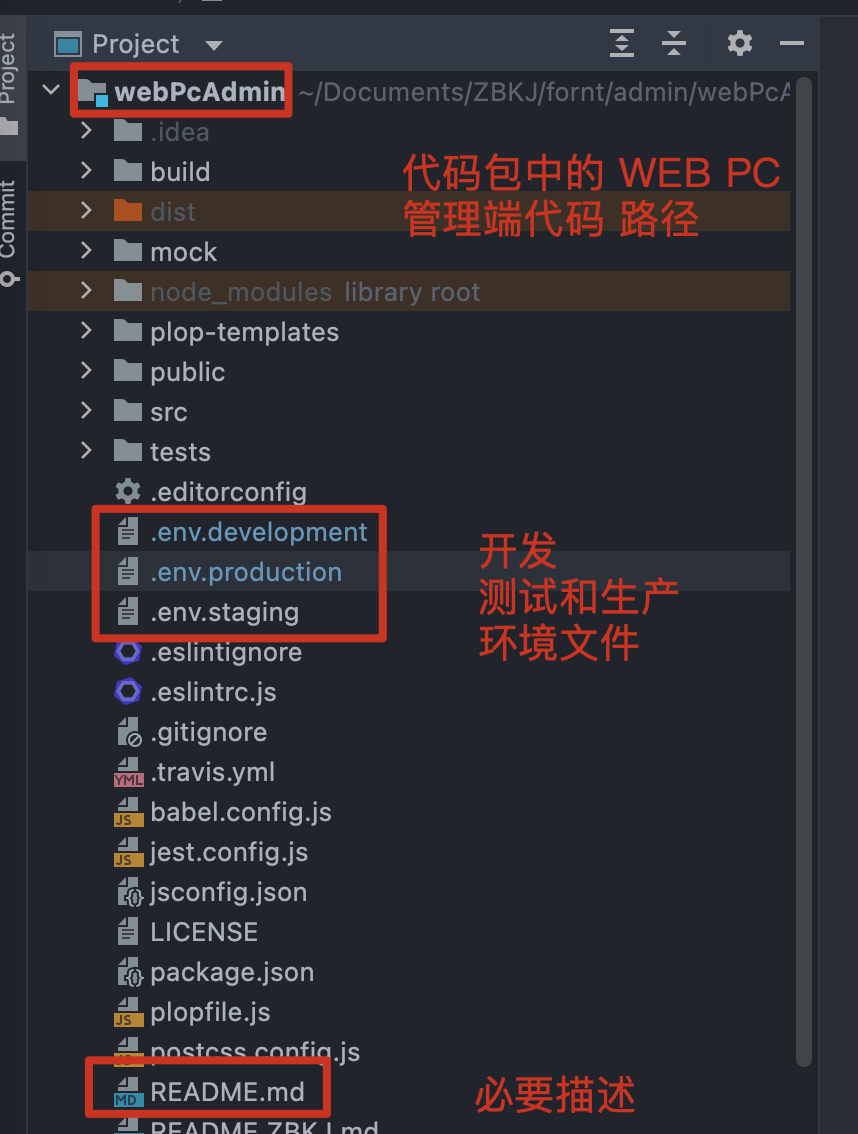 Project
Project
webPcAdmin ~/Documents/ZBKJ/fornt/admin/webPcA
.idea
build
代码包中的 WEB PC
管理端代码 路径
dist
Commit
mock
node_modules library root
plop-templates
public
src
tests
.editorconfig
.env.development
.env.production
.env.staging
开发
测试和生产
环境文件
.eslintignore
.eslintrc.js
.gitignore
YML .travis.yml
JS babel.config.js
JS jest.config.js
jsconfig.json
LICENSE
package.json
JS plopfile.js
postcss.config.js
MD README.md
必要描述
README.ZBKJ.md